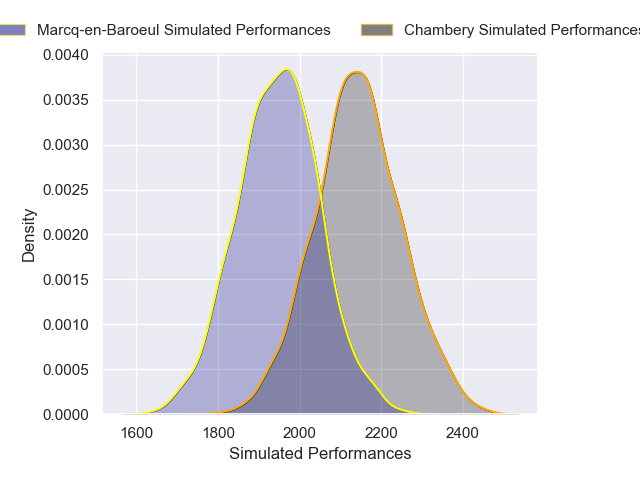 Marcq-en-Baroeul Simulated Performances
Chambery Simulated Performances
0.0040
0.0035
0.0030
0.0025
0.0020
0.0015
0.0010
0.0005
0.0000
Density
1600 1800 2000 2200 2400
Simulated Performances